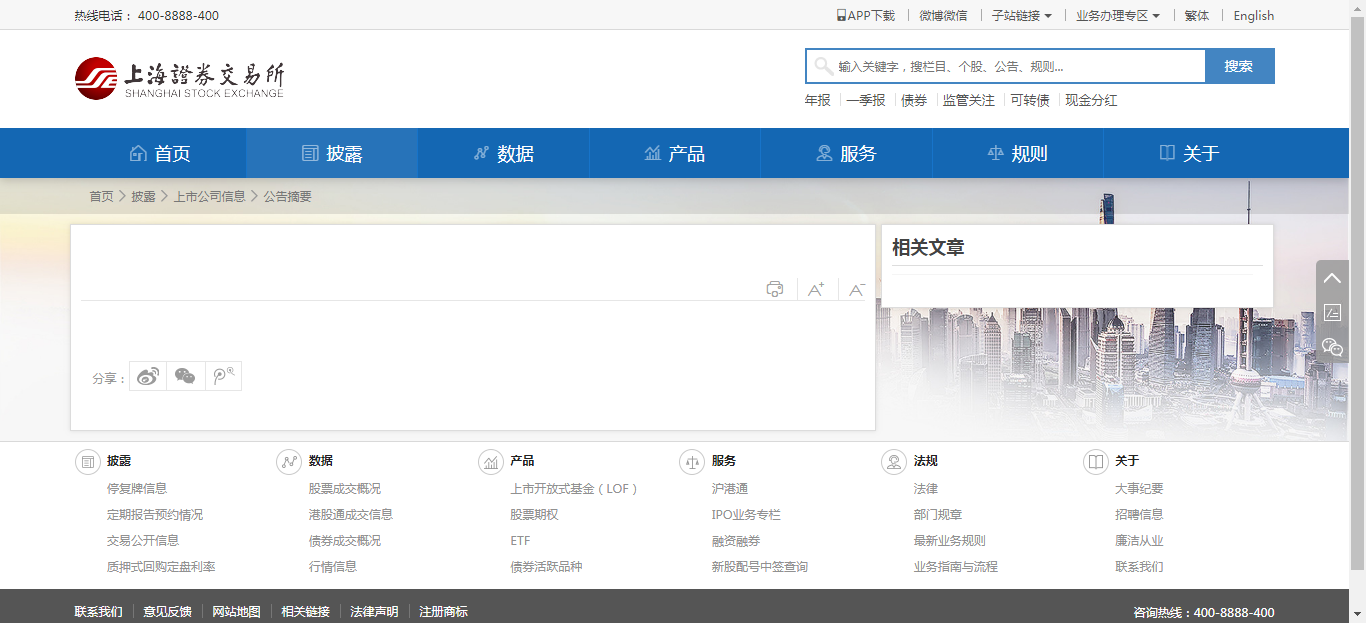 热线电话： 400-8888-400
APP下载 微博微信 子站链接 业务办理专区 繁体 English
上海證券交易所
SHANGHAI STOCK EXCHANGE
输入关键字，搜栏目、个股、公告、规则...
搜索
年报 一季报 债券 监管关注 可转债 现金分红
首页 披露 数据 产品 服务 规则 关于
首页 > 披露 > 上市公司信息 > 公告摘要
相关文章
A+ A-
分享：
披露 数据 产品 服务 法规 关于
停复牌信息 股票成交概况 上市开放式基金（LOF） 沪港通 法律 大事纪要
定期报告预约情况 港股通成交信息 股票期权 IPO业务专栏 部门规章 招聘信息
交易公开信息 债券成交概况 ETF 融资融券 最新业务规则 廉洁从业
质押式回购定盘利率 行情信息 债券活跃品种 新股配号中签查询 业务指南与流程 联系我们
联系我们 意见反馈 网站地图 相关链接 法律声明 注册商标
咨询热线：400-8888-400